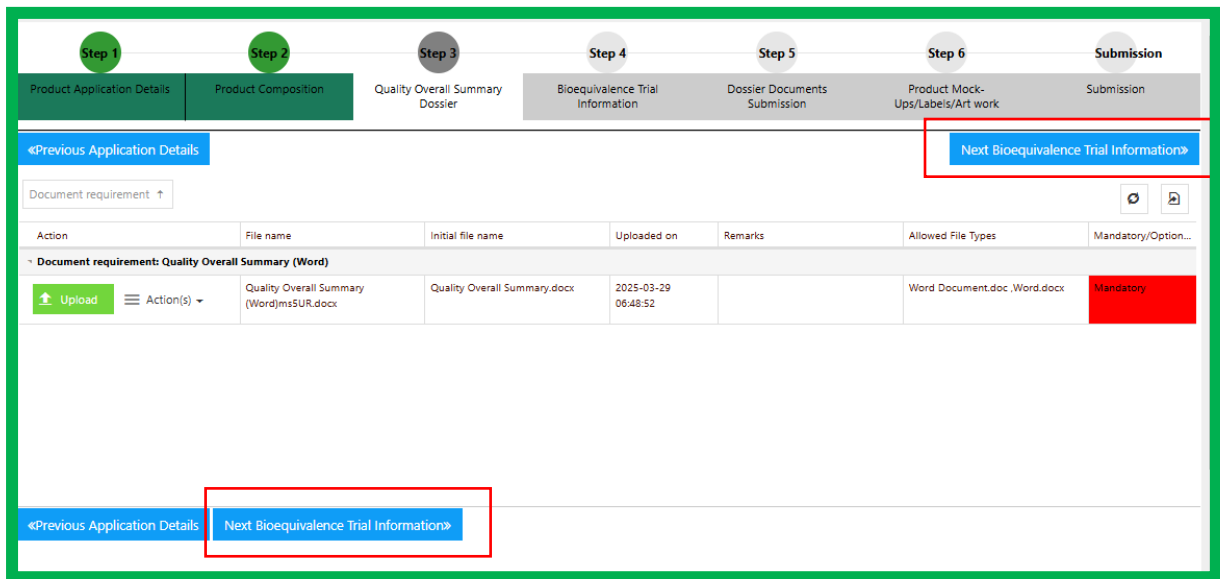 Step 1 Step 2 Step 3 Step 4 Step 5 Step 6 Submission
Product Application Details Product Composition Quality Overall Summary Bioequivalence Trial Dossier Documents Product Mock- Submission
Dossier Information Submission Ups/Labels/Art work
«Previous Application Details Next Bioequivalence Trial Information»
Document requirement ↑
Action File name Initial file name Uploaded on Remarks Allowed File Types Mandatory/Option...
Document requirement: Quality Overall Summary (Word)
Upload Action(s) Quality Overall Summary Quality Overall Summary.docx 2025-03-29 Word Document.doc ,Word.docx Mandatory
(Word)ms5UR.docx 06:48:52
«Previous Application Details Next Bioequivalence Trial Information»